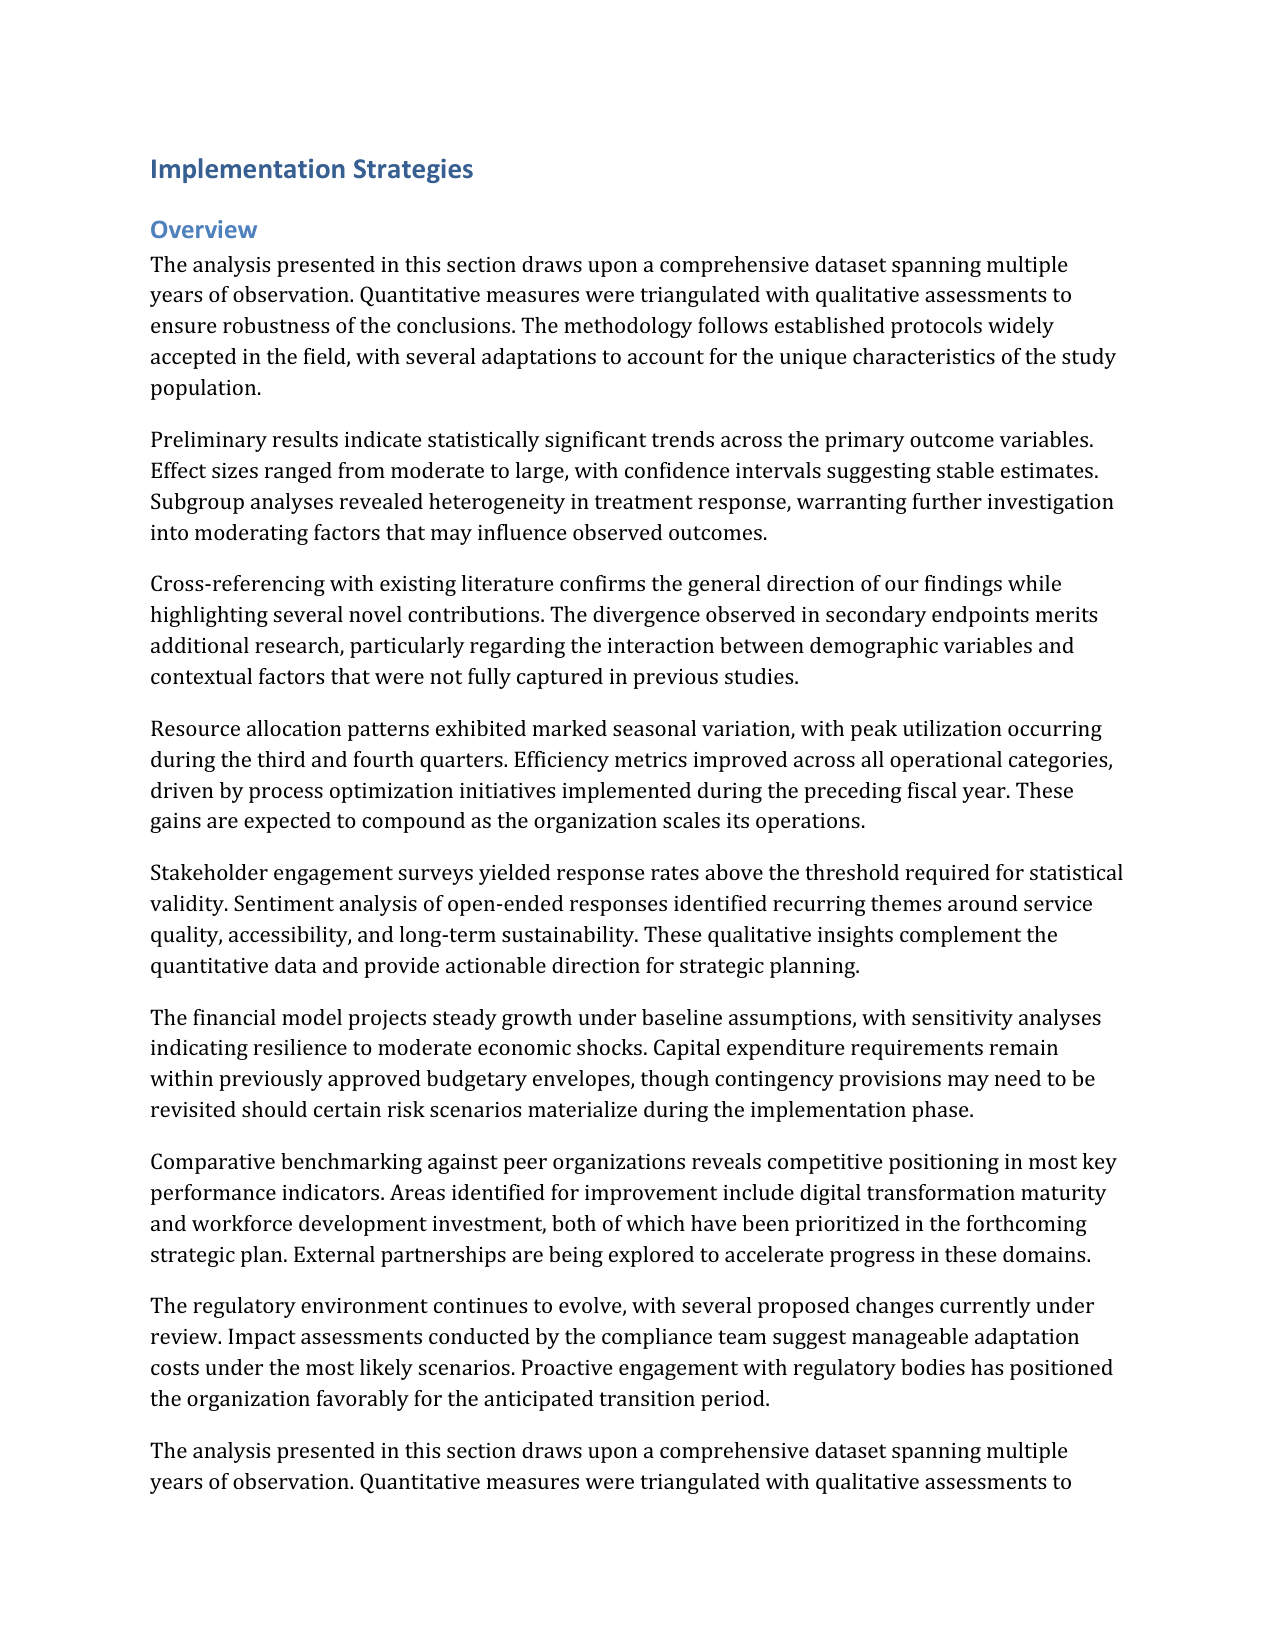 Implementation Strategies
Overview
The analysis presented in this section draws upon a comprehensive dataset spanning multiple
years of observation. Quantitative measures were triangulated with qualitative assessments to
ensure robustness of the conclusions. The methodology follows established protocols widely
accepted in the field, with several adaptations to account for the unique characteristics of the study
population.
Preliminary results indicate statistically significant trends across the primary outcome variables.
Effect sizes ranged from moderate to large, with confidence intervals suggesting stable estimates.
Subgroup analyses revealed heterogeneity in treatment response, warranting further investigation
into moderating factors that may influence observed outcomes.
Cross-referencing with existing literature confirms the general direction of our findings while
highlighting several novel contributions. The divergence observed in secondary endpoints merits
additional research, particularly regarding the interaction between demographic variables and
contextual factors that were not fully captured in previous studies.
Resource allocation patterns exhibited marked seasonal variation, with peak utilization occurring
during the third and fourth quarters. Efficiency metrics improved across all operational categories,
driven by process optimization initiatives implemented during the preceding fiscal year. These
gains are expected to compound as the organization scales its operations.
Stakeholder engagement surveys yielded response rates above the threshold required for statistical
validity. Sentiment analysis of open-ended responses identified recurring themes around service
quality, accessibility, and long-term sustainability. These qualitative insights complement the
quantitative data and provide actionable direction for strategic planning.
The financial model projects steady growth under baseline assumptions, with sensitivity analyses
indicating resilience to moderate economic shocks. Capital expenditure requirements remain
within previously approved budgetary envelopes, though contingency provisions may need to be
revisited should certain risk scenarios materialize during the implementation phase.
Comparative benchmarking against peer organizations reveals competitive positioning in most key
performance indicators. Areas identified for improvement include digital transformation maturity
and workforce development investment, both of which have been prioritized in the forthcoming
strategic plan. External partnerships are being explored to accelerate progress in these domains.
The regulatory environment continues to evolve, with several proposed changes currently under
review. Impact assessments conducted by the compliance team suggest manageable adaptation
costs under the most likely scenarios. Proactive engagement with regulatory bodies has positioned
the organization favorably for the anticipated transition period.
The analysis presented in this section draws upon a comprehensive dataset spanning multiple
years of observation. Quantitative measures were triangulated with qualitative assessments to